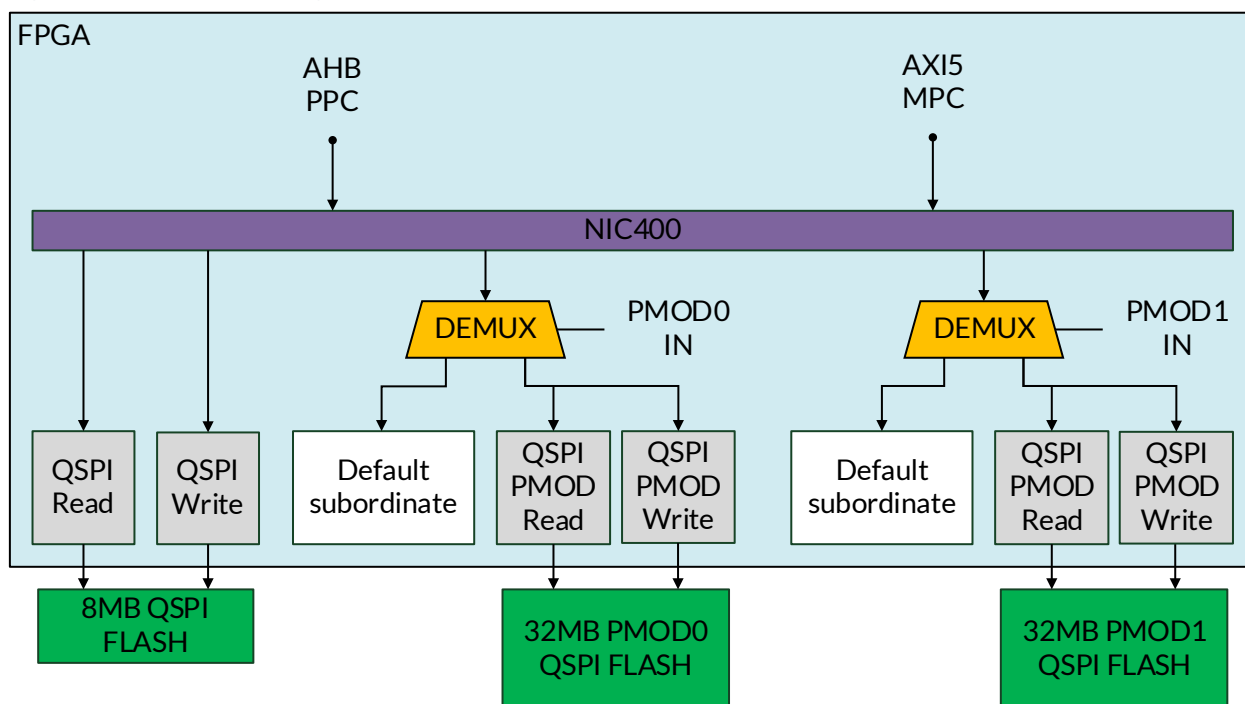 FPGA
AHB
PPC
AXI5
MPC
NIC400
DEMUX
PMOD0
IN
DEMUX
PMOD1
IN
QSPI
Read
QSPI
Write
Default
subordinate
QSPI
PMOD
Read
QSPI
PMOD
Write
Default
subordinate
QSPI
PMOD
Read
QSPI
PMOD
Write
8MB QSPI
FLASH
32MB PMOD0
QSPI FLASH
32MB PMOD1
QSPI FLASH